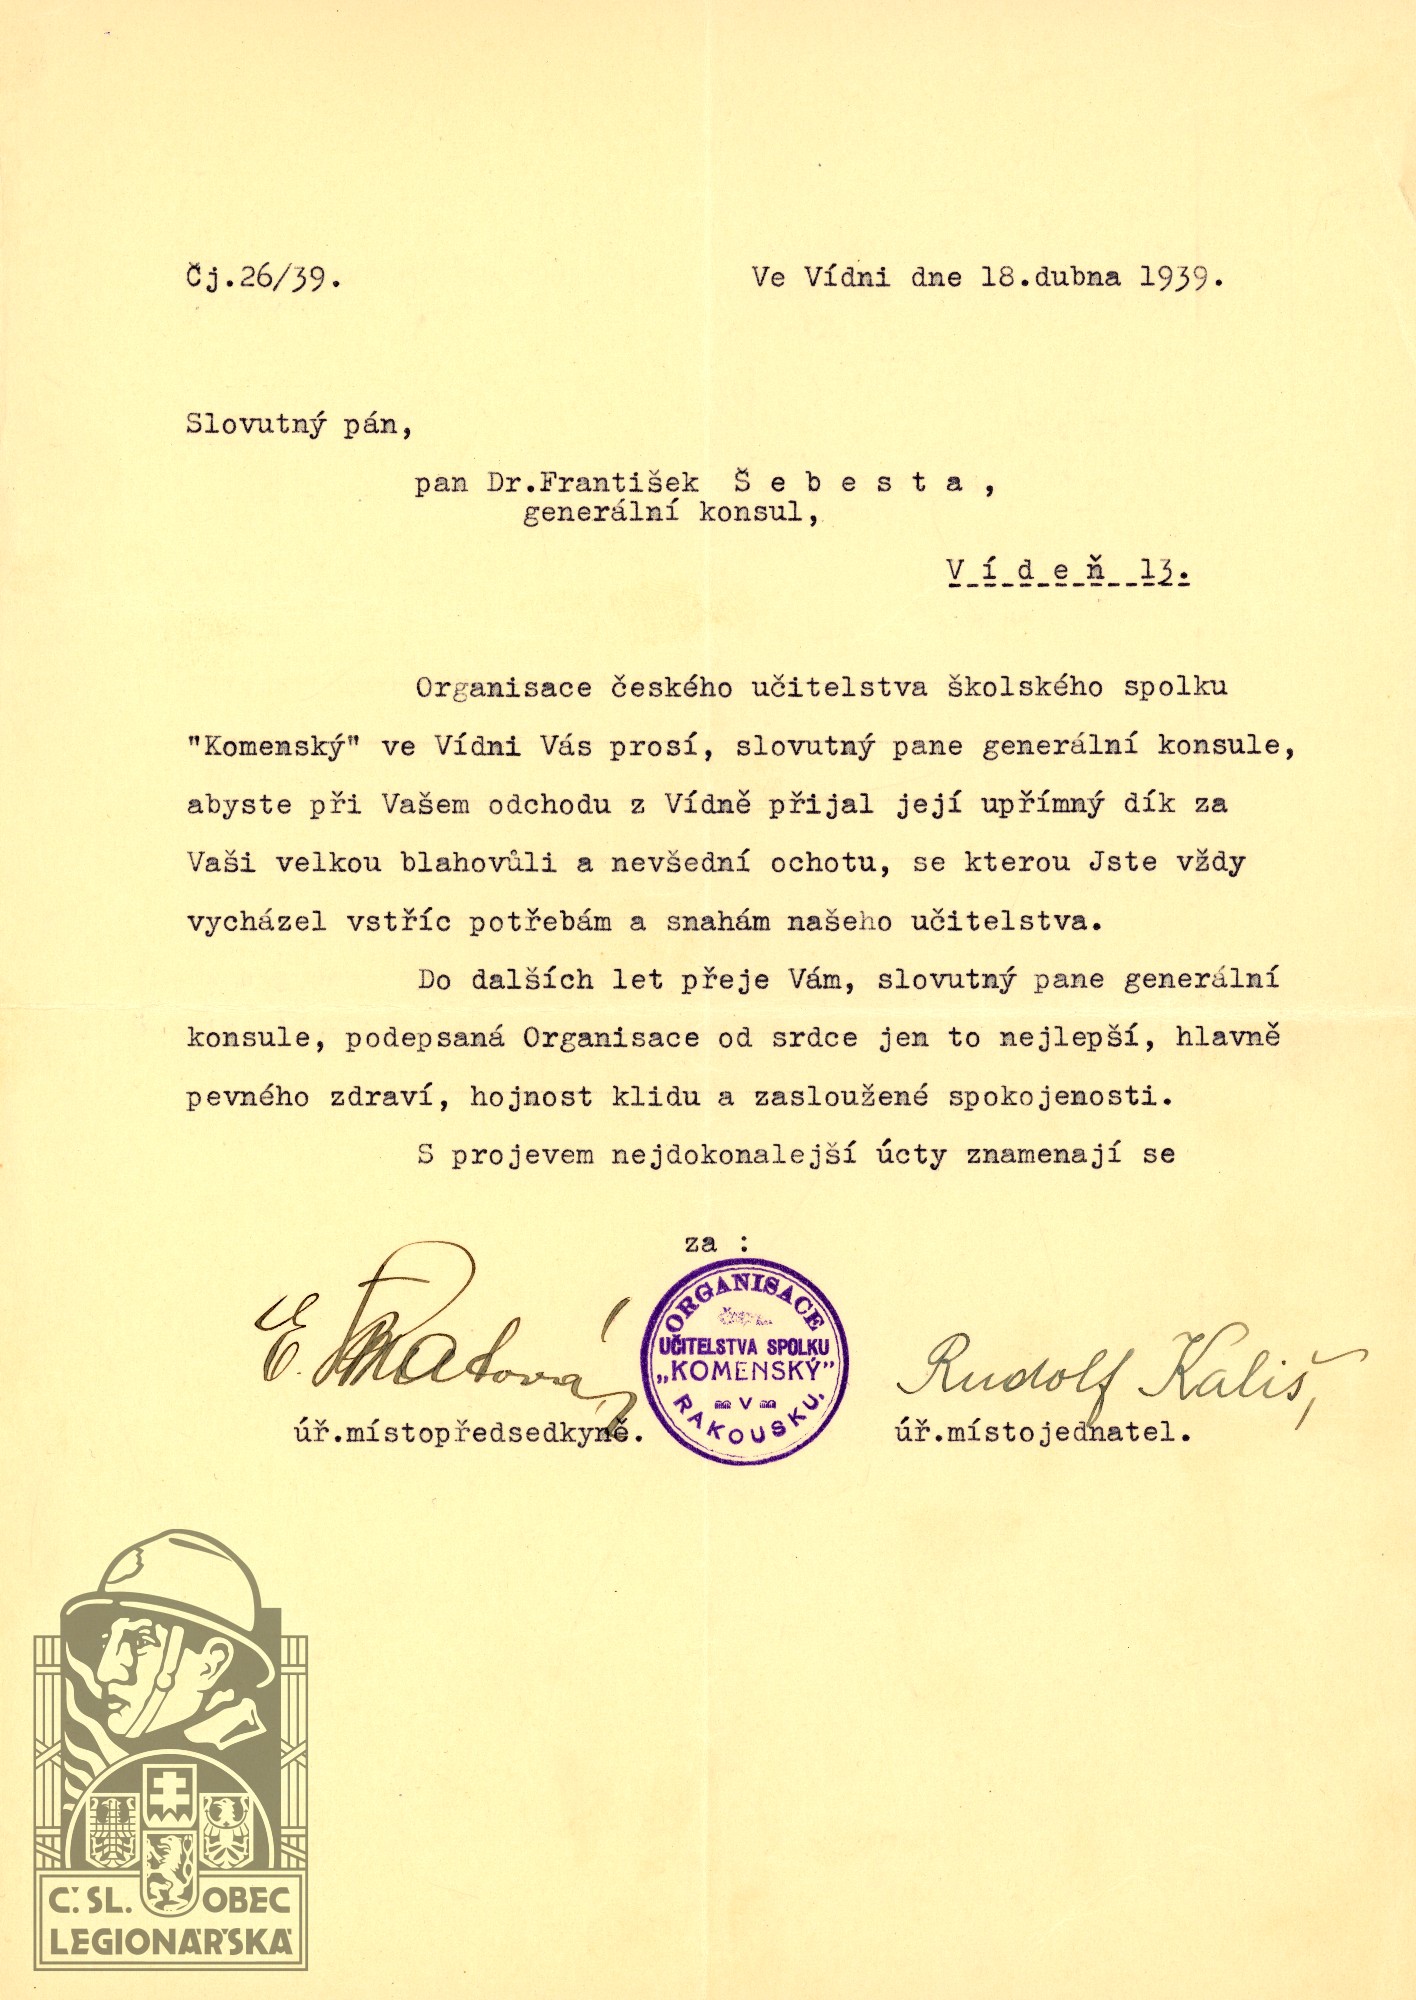 Čj.26/39.
Ve Vídni dne 18.dubna 1939.
Slovutný pán,
pan Dr.František Š e b e s t a ,
generální konsul,
V í d e ň 13.
Organisace českého učitelstva školského spolku
"Komenský" ve Vídni Vás prosí, slovutný pane generální konsule,
abyste při Vašem odchodu z Vídně přijal její upřímný dík za
Vaši velkou blahovůli a nevšední ochotu, se kterou Jste vždy
vycházel vstříc potřebám a snahám našeho učitelstva.
Do dalších let přeje Vám, slovutný pane generální
konsule, podepsaná Organisace od srdce jen to nejlepší, hlavně
pevného zdraví, hojnost klidu a zasloužené spokojenosti.
S projevem nejdokonalejší úcty znamenají se
za :
E.
ORGANISACE
UČITELSTVA SPOLKU
„KOMENSKÝ"
V
RAKOUSKU.
Rudolf Kališ,
úř.místopředsedkyně.
úř.místojednatel.
Č. SL. OBEC
LEGIONÁŘSKÁ